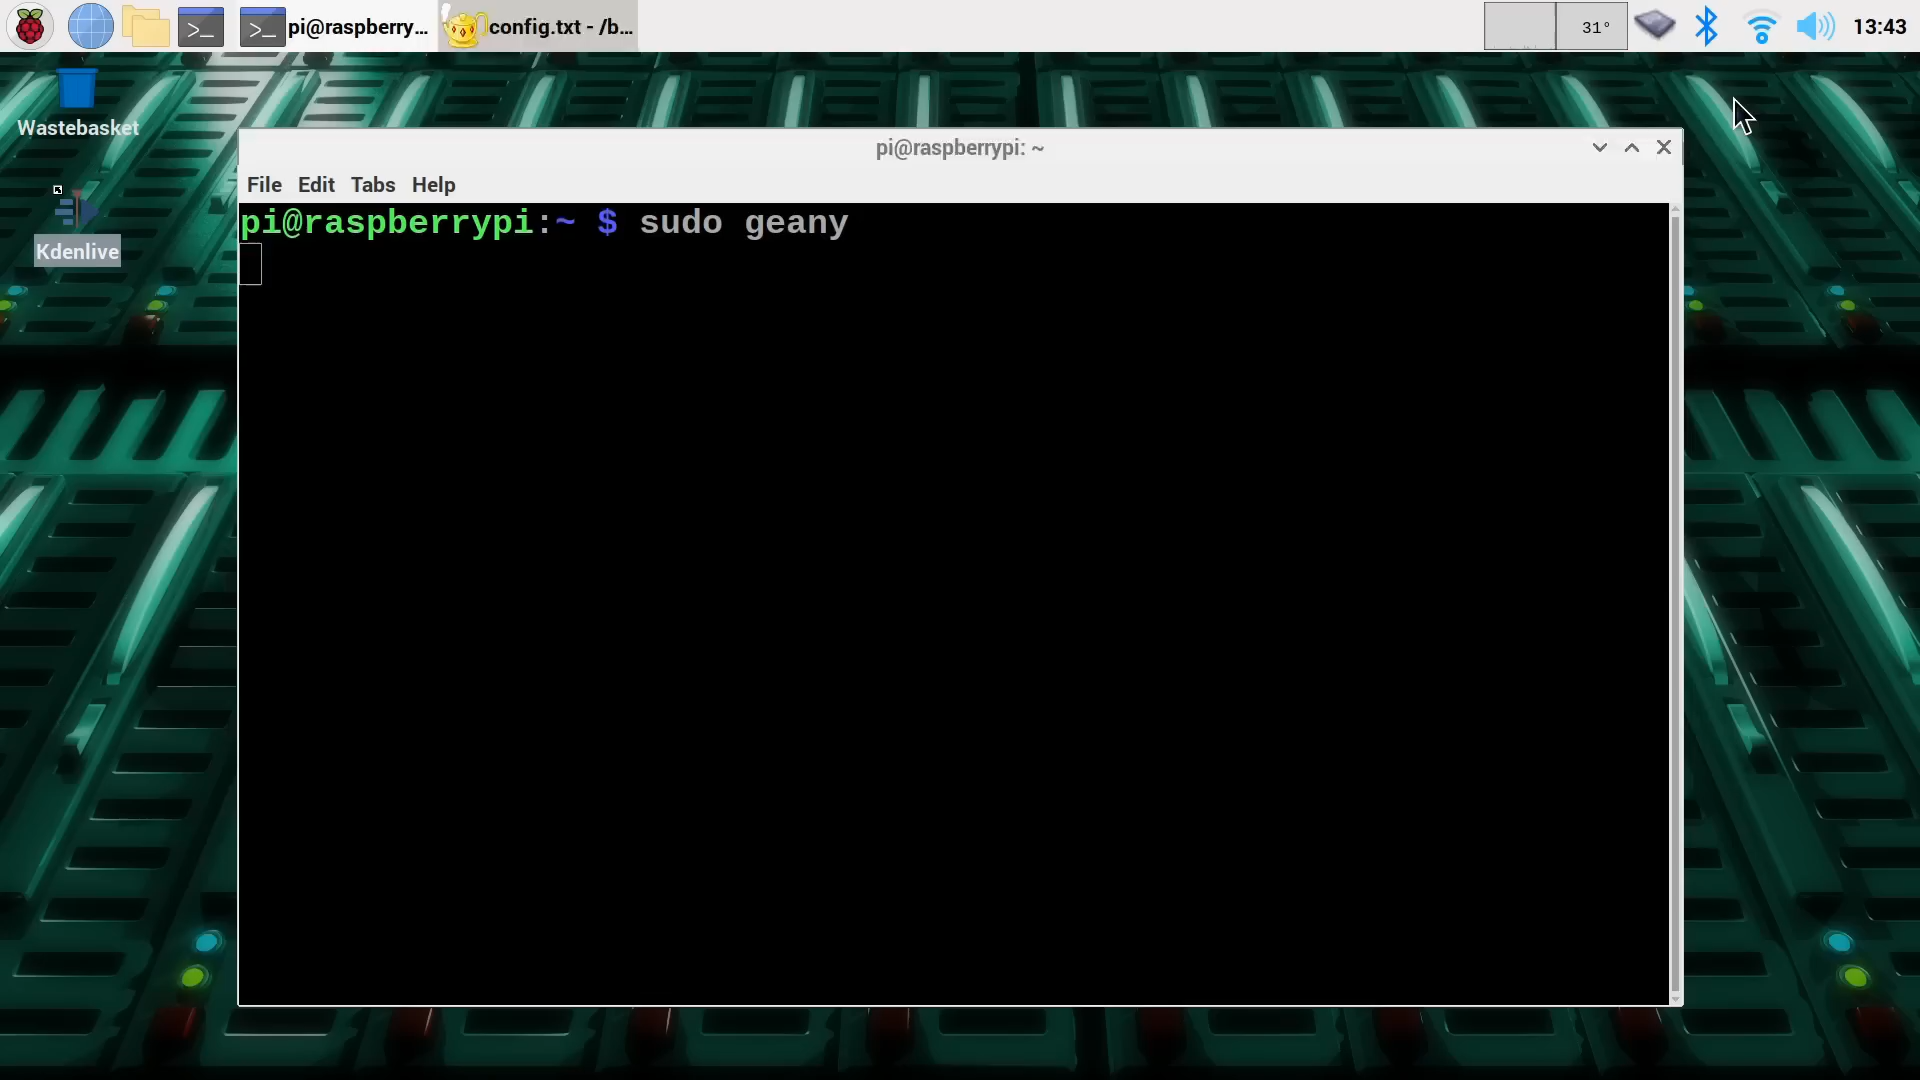 pi@raspberry...
config.txt - /b...
31°
13:43
Wastebasket
Kdenlive
pi@raspberrypi: ~
File Edit Tabs Help
pi@raspberrypi:~ $ sudo geany